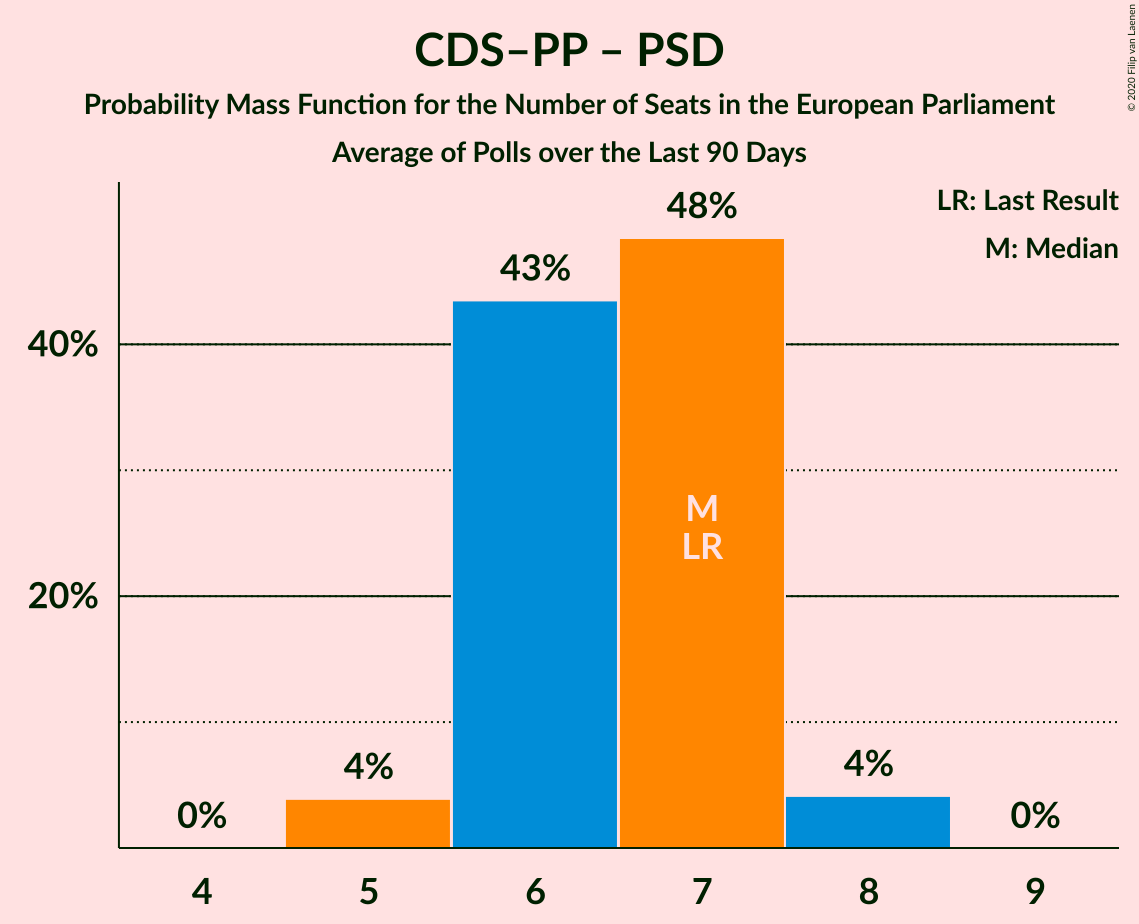 CDS–PP – PSD
Probability Mass Function for the Number of Seats in the European Parliament
Average of Polls over the Last 90 Days
© 2020 Filip van Laenen
LR: Last Result
M: Median
48%
43%
40%
M
LR
20%
4%
4%
0%
0%
4
5
6
7
8
9